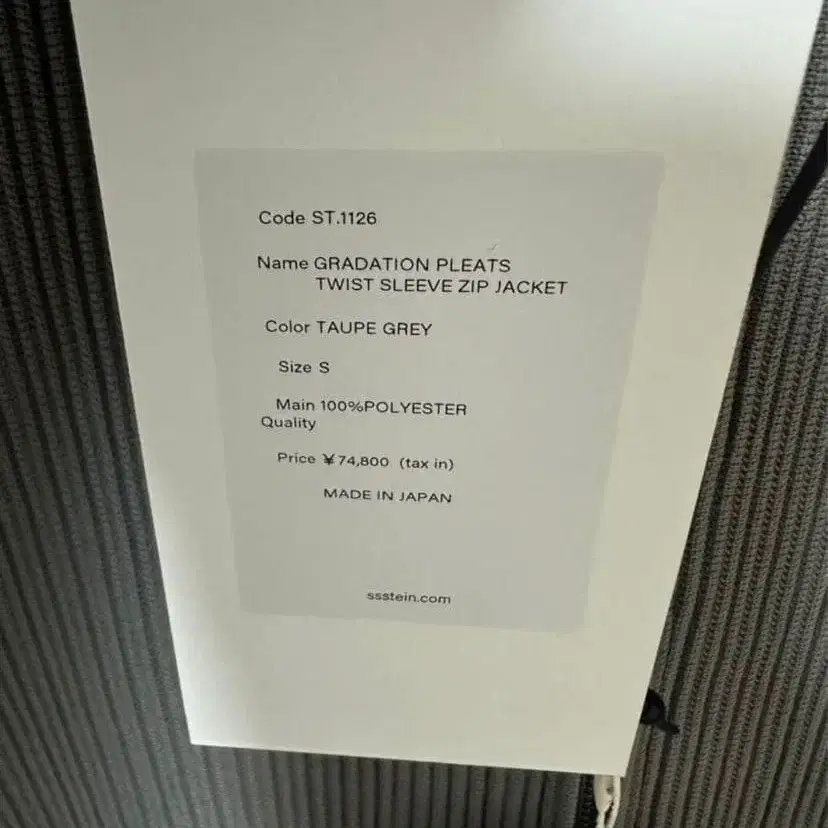 Code ST.1126
Name GRADATION PLEATS
TWIST SLEEVE ZIP JACKET
Color TAUPE GREY
Size S
Main 100%POLYESTER
Quality
Price ¥74,800 (tax in)
MADE IN JAPAN
ssstein.com